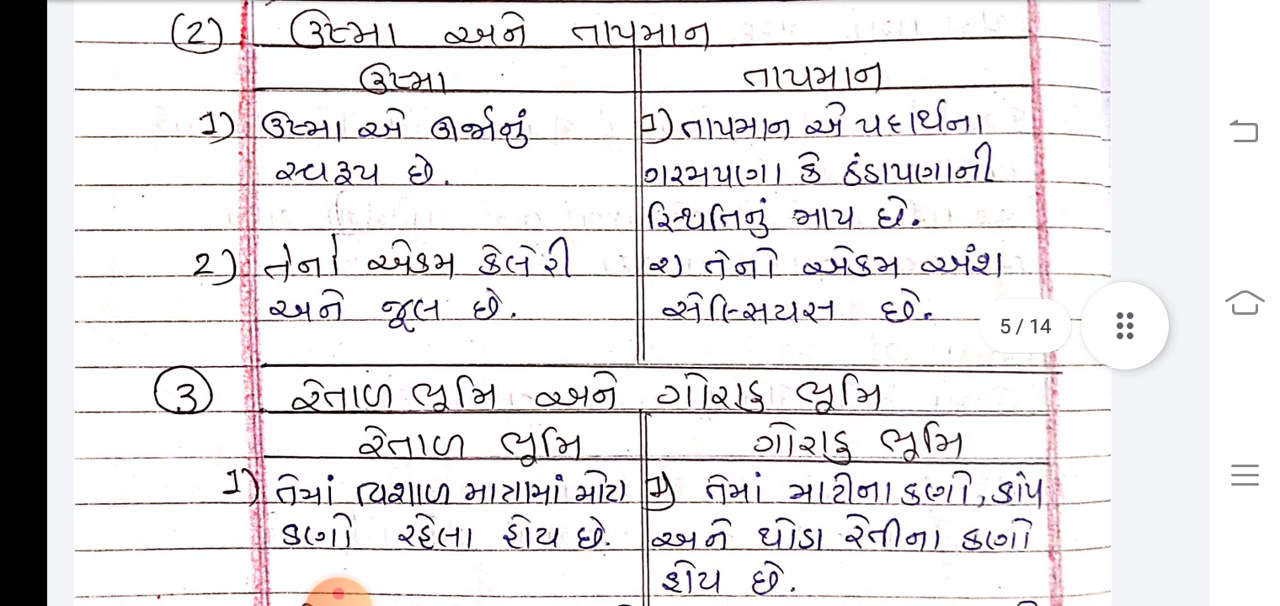 (2) ઉષ્મા અને તાપમાન
ઉષ્મા તાપમાન
1) ઉષ્મા એ ઊર્જાનું
સ્વરૂપ છે.
1) તાપમાન એ પદાર્થના
ગરમપણા કે ઠંડાપણાની
સ્થિતિનું માપ છે.
2) તેનો એકમ કેલેરી
અને જૂલ છે.
૨) તેનો એકમ અંશ
સેલ્સિયસ છે.
5 / 14
(3) રેતાળ ભૂમિ અને ગોરાડુ ભૂમિ
રેતાળ ભૂમિ ગોરાડુ ભૂમિ
1) તેમાં વિશાળ માત્રામાં મોટા
કણો રહેલા હોય છે.
1) તેમાં માટીના કણો, કાંપ
અને થોડા રેતીના કણો
હોય છે.